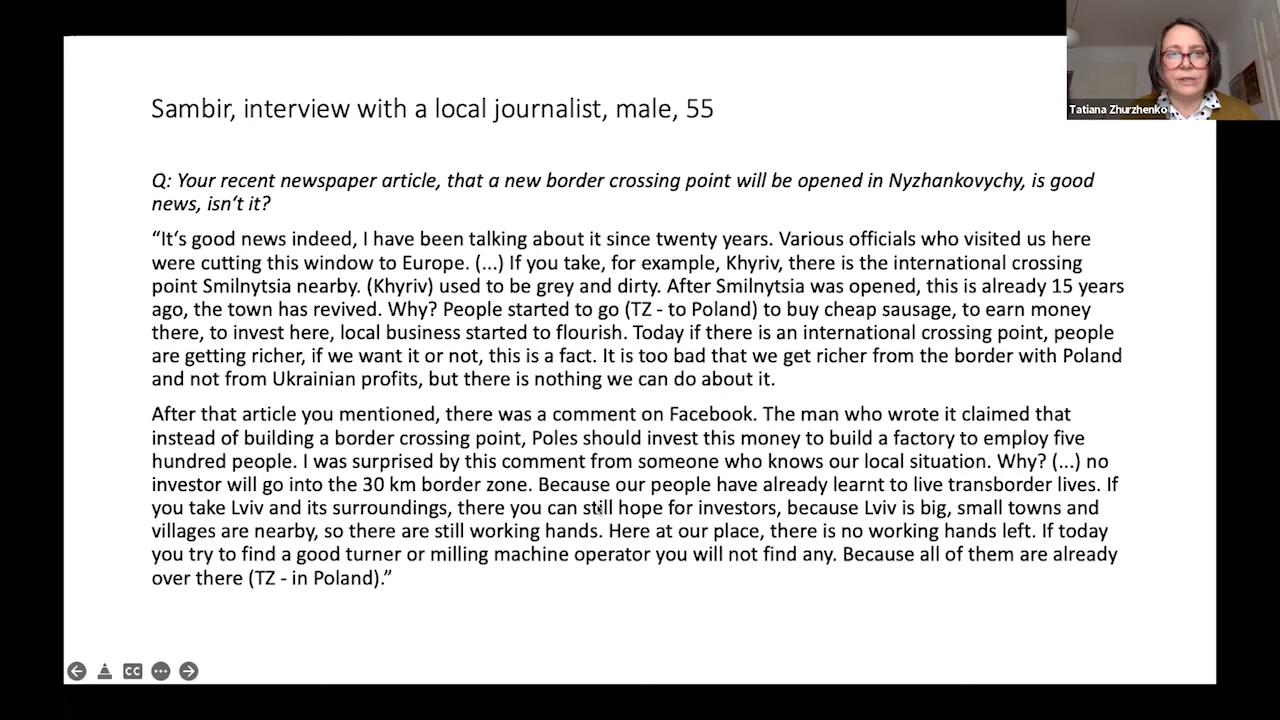 Tatiana Zhurzhenko
Sambir, interview with a local journalist, male, 55
Q: Your recent newspaper article, that a new border crossing point will be opened in Nyzhankovychy, is good
news, isn‘t it?
“It‘s good news indeed, I have been talking about it since twenty years. Various officials who visited us here
were cutting this window to Europe. (...) If you take, for example, Khyriv, there is the international crossing
point Smilnytsia nearby. (Khyriv) used to be grey and dirty. After Smilnytsia was opened, this is already 15 years
ago, the town has revived. Why? People started to go (TZ - to Poland) to buy cheap sausage, to earn money
there, to invest here, local business started to flourish. Today if there is an international crossing point, people
are getting richer, if we want it or not, this is a fact. It is too bad that we get richer from the border with Poland
and not from Ukrainian profits, but there is nothing we can do about it.
After that article you mentioned, there was a comment on Facebook. The man who wrote it claimed that
instead of building a border crossing point, Poles should invest this money to build a factory to employ five
hundred people. I was surprised by this comment from someone who knows our local situation. Why? (...) no
investor will go into the 30 km border zone. Because our people have already learnt to live transborder lives. If
you take Lviv and its surroundings, there you can still hope for investors, because Lviv is big, small towns and
villages are nearby, so there are still working hands. Here at our place, there is no working hands left. If today
you try to find a good turner or milling machine operator you will not find any. Because all of them are already
over there (TZ - in Poland).”
CC